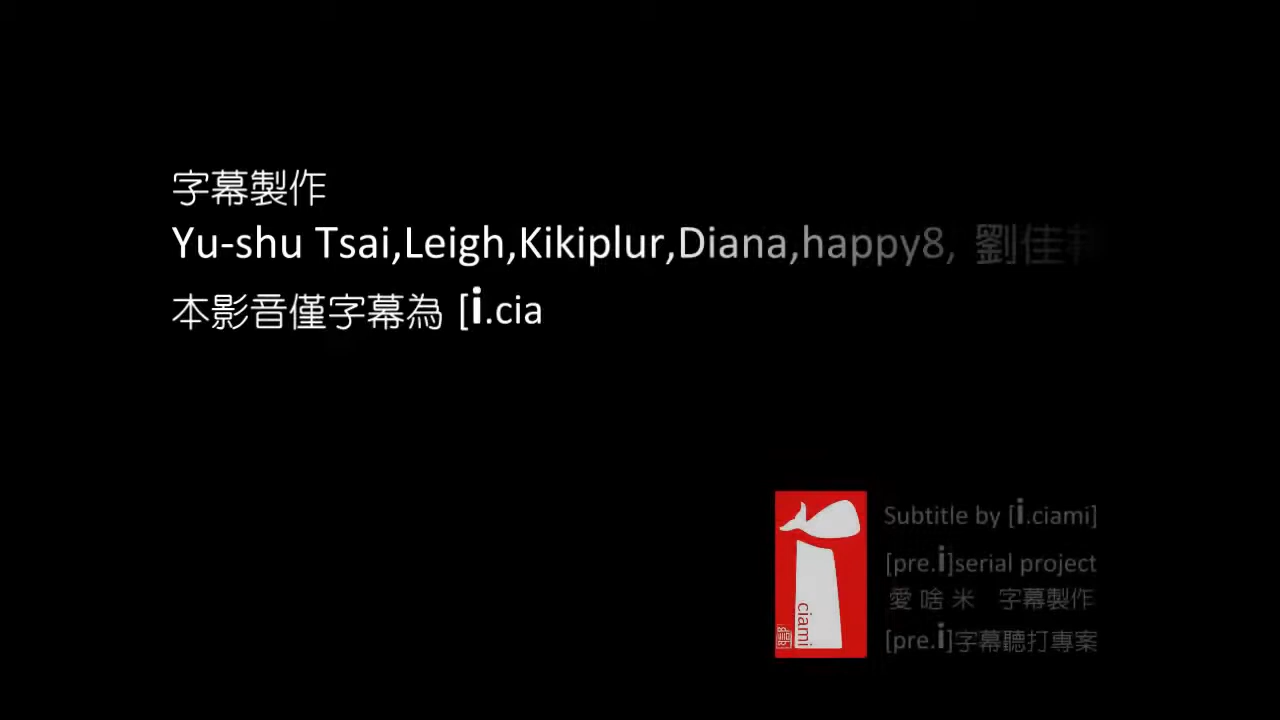 字幕製作
Yu-shu Tsai,Leigh,Kikiplur,Diana,happy8, 劉佳
本影音僅字幕為 [i.cia
Subtitle by [i.ciami]
[pre.i]serial project
愛啥米 字幕製作
[pre.i]字幕聽打專案
ciami